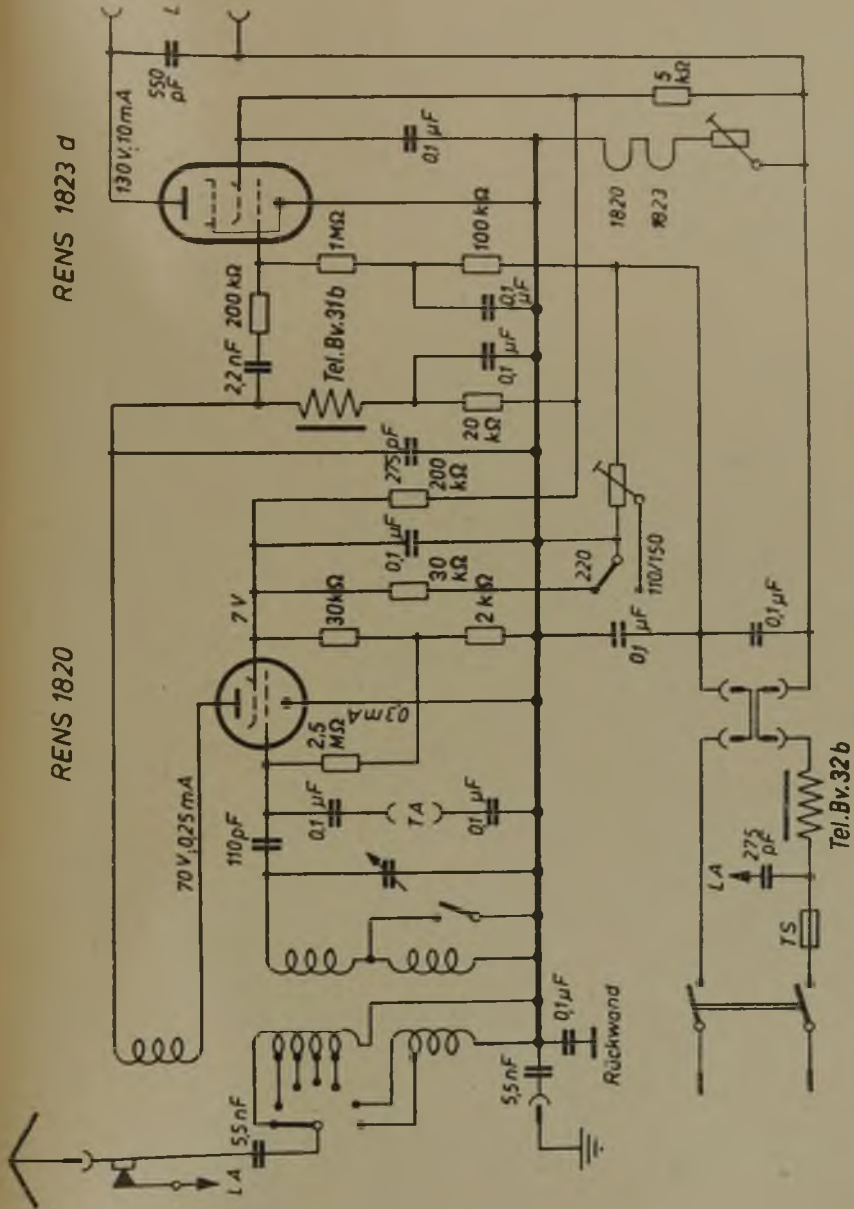 RENS 1820
RENS 1823 d
L A
5,5 nF
70 V; 0,25 mA
110 pF
0,1 µF
TA
0,1 µF
2,5 MΩ
0,3 mA
7 V
30 kΩ
2 kΩ
30 kΩ
0,1 µF
200 kΩ
275 pF
20 kΩ
0,1 µF
Tel.Bv.31b
2,2 nF
200 kΩ
0,1 µF
1 MΩ
100 kΩ
130 V; 10 mA
550 pF
L
0,1 µF
5 kΩ
1820
1823
220
110/150
0,1 µF
0,1 µF
5,5 nF
0,1 µF
Rückwand
L A
275 pF
TS
Tel.Bv.32b